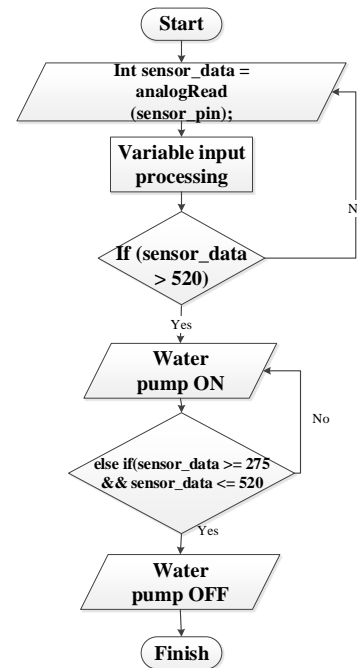 Start
Int sensor_data =
analogRead
(sensor_pin);
Variable input
processing
N
If (sensor_data
> 520)
Yes
Water
pump ON
No
else if(sensor_data >= 275
&& sensor_data <= 520
Yes
Water
pump OFF
Finish